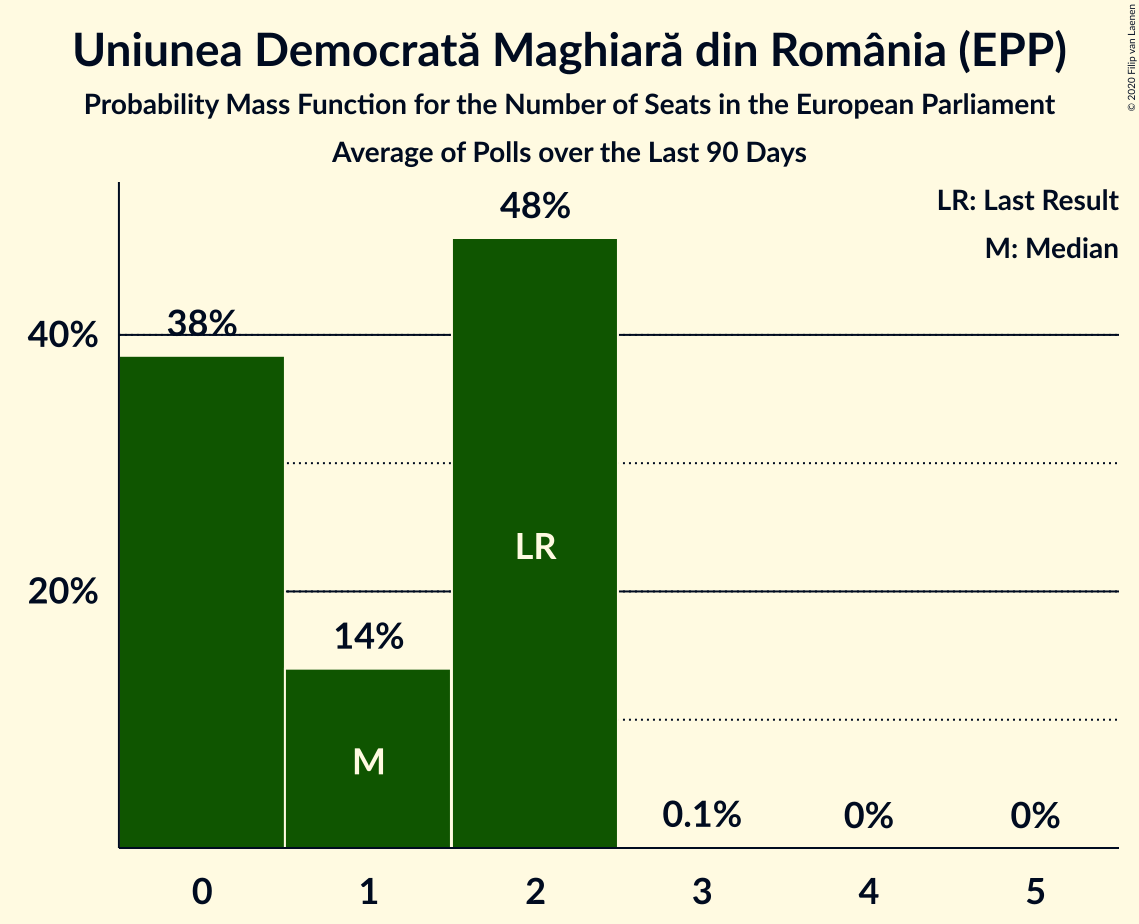 Uniunea Democrată Maghiară din România (EPP)
Probability Mass Function for the Number of Seats in the European Parliament
Average of Polls over the Last 90 Days
© 2020 Filip van Laenen
LR: Last Result
M: Median
48%
38%
40%
LR
20%
14%
M
0.1%
0%
0%
0
1
2
3
4
5